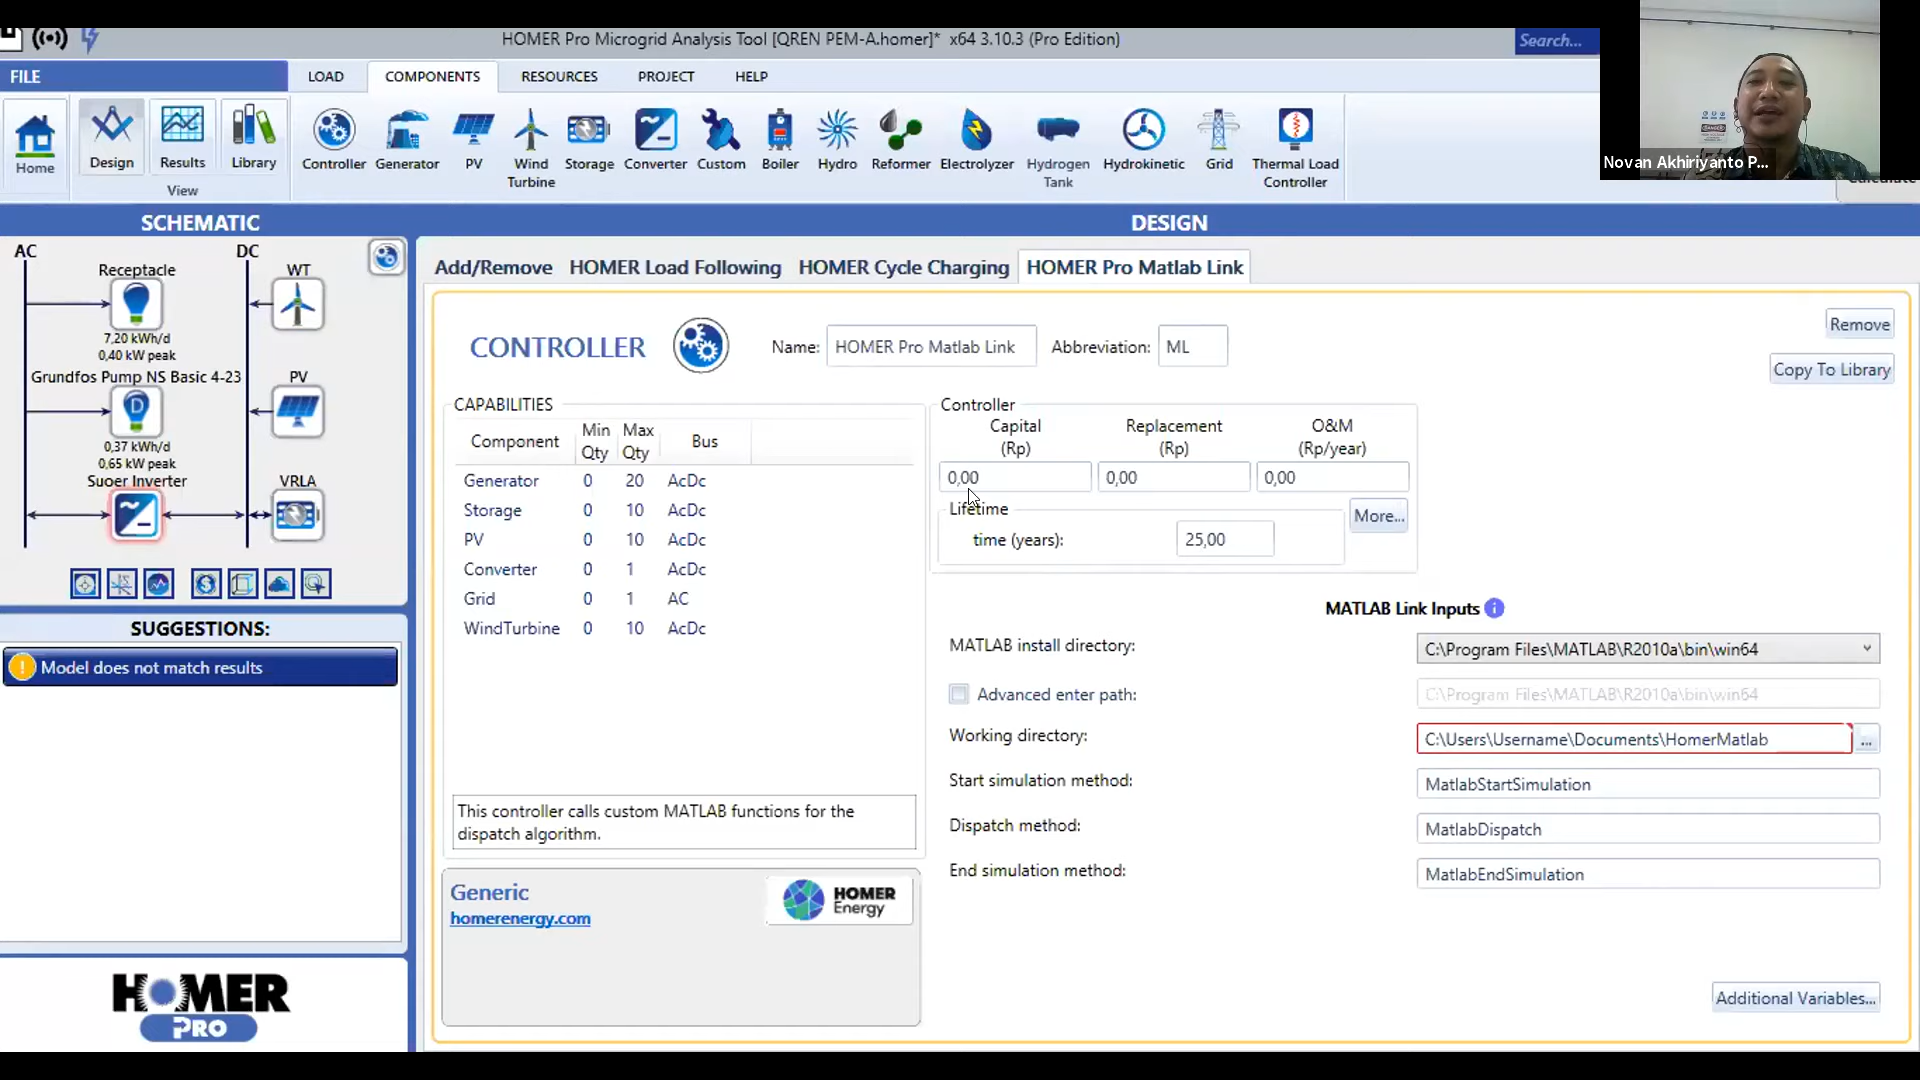 HOMER Pro Microgrid Analysis Tool [QREN PEM-A.homer]* x64 3.10.3 (Pro Edition)
Search...
FILE
LOAD
COMPONENTS
RESOURCES
PROJECT
HELP
Home
Design
Results
Library
View
Controller
Generator
PV
Wind
Turbine
Storage
Converter
Custom
Boiler
Hydro
Reformer
Electrolyzer
Hydrogen
Tank
Hydrokinetic
Grid
Thermal Load
Controller
Novan Akhiriyanto P...
Calculate
SCHEMATIC
AC
DC
Receptacle
7,20 kWh/d
0,40 kW peak
WT
Grundfos Pump NS Basic 4-23
D
0,37 kWh/d
0,65 kW peak
PV
Suoer Inverter
VRLA
SUGGESTIONS:
Model does not match results
HOMER
PRO
DESIGN
Add/Remove
HOMER Load Following
HOMER Cycle Charging
HOMER Pro Matlab Link
Remove
Copy To Library
CONTROLLER
Name: HOMER Pro Matlab Link
Abbreviation: ML
CAPABILITIES
Component Min Qty Max Qty Bus
Generator 0 20 AcDc
Storage 0 10 AcDc
PV 0 10 AcDc
Converter 0 1 AcDc
Grid 0 1 AC
WindTurbine 0 10 AcDc
This controller calls custom MATLAB functions for the
dispatch algorithm.
Generic
homerenergy.com
HOMER
Energy
Controller
Capital
(Rp)
Replacement
(Rp)
O&M
(Rp/year)
0,00
0,00
0,00
Lifetime
time (years): 25,00
More...
MATLAB Link Inputs
MATLAB install directory: C:\Program Files\MATLAB\R2010a\bin\win64
Advanced enter path: C:\Program Files\MATLAB\R2010a\bin\win64
Working directory: C:\Users\Username\Documents\HomerMatlab ...
Start simulation method: MatlabStartSimulation
Dispatch method: MatlabDispatch
End simulation method: MatlabEndSimulation
Additional Variables...